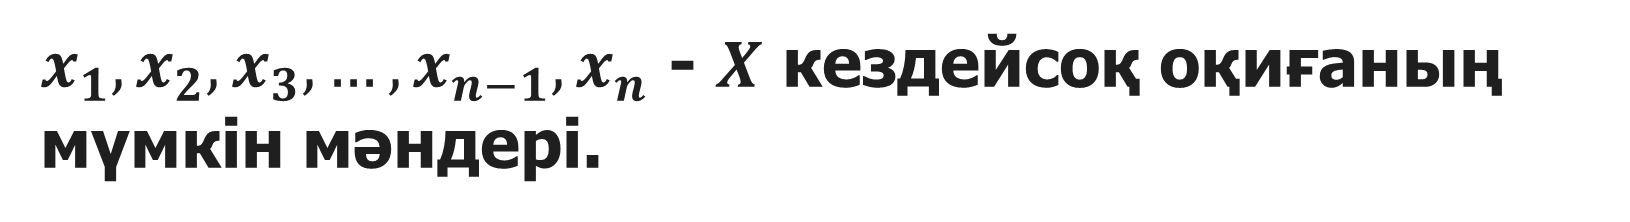 𝒙₁, 𝒙₂, 𝒙₃, … , 𝒙ₙ₋₁, 𝒙ₙ - 𝑿 кездейсоқ оқиғаның
мүмкін мәндері.